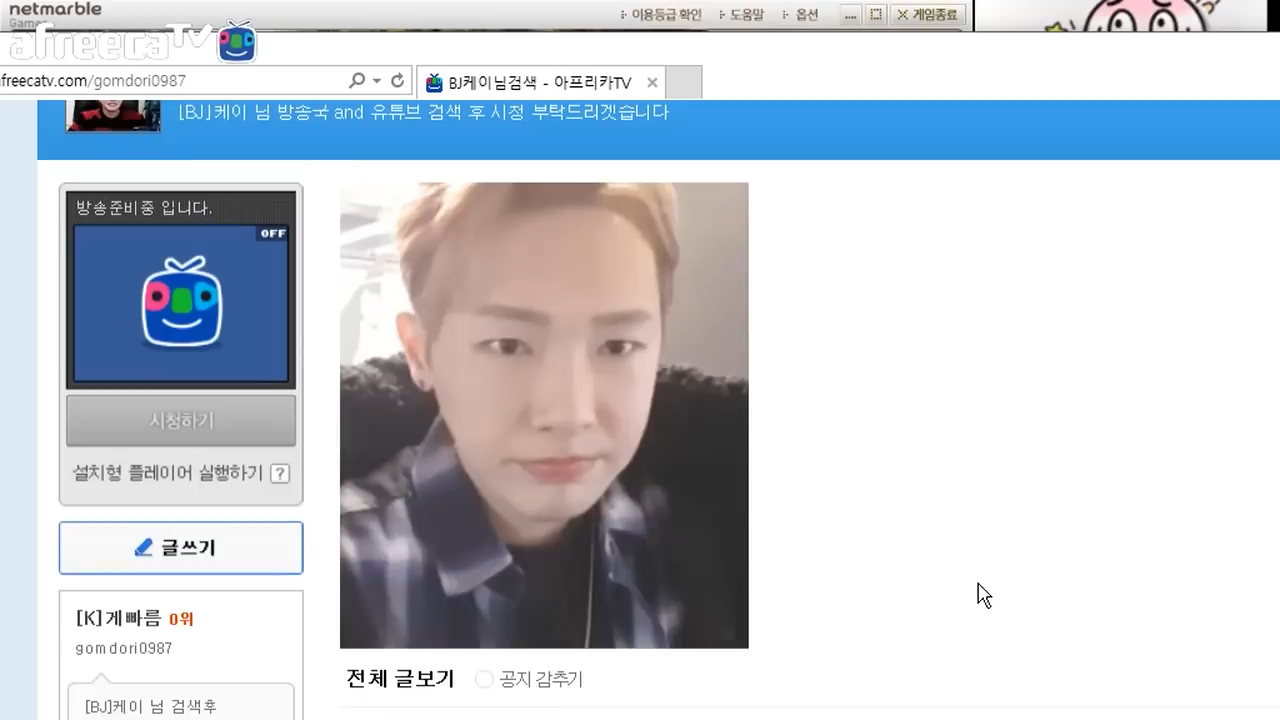 netmarble
Games
이용등급 확인
도움말
옵션
게임종료
afreecaTV
freecatv.com/gomdori0987
BJ케이님검색 - 아프리카TV
[BJ]케이 님 방송국 and 유튜브 검색 후 시청 부탁드리겟습니다
방송준비중 입니다.
OFF
시청하기
설치형 플레이어 실행하기 ?
글쓰기
[K]게빠름 0위
gomdori0987
[BJ]케이 님 검색후
전체 글보기
공지 감추기